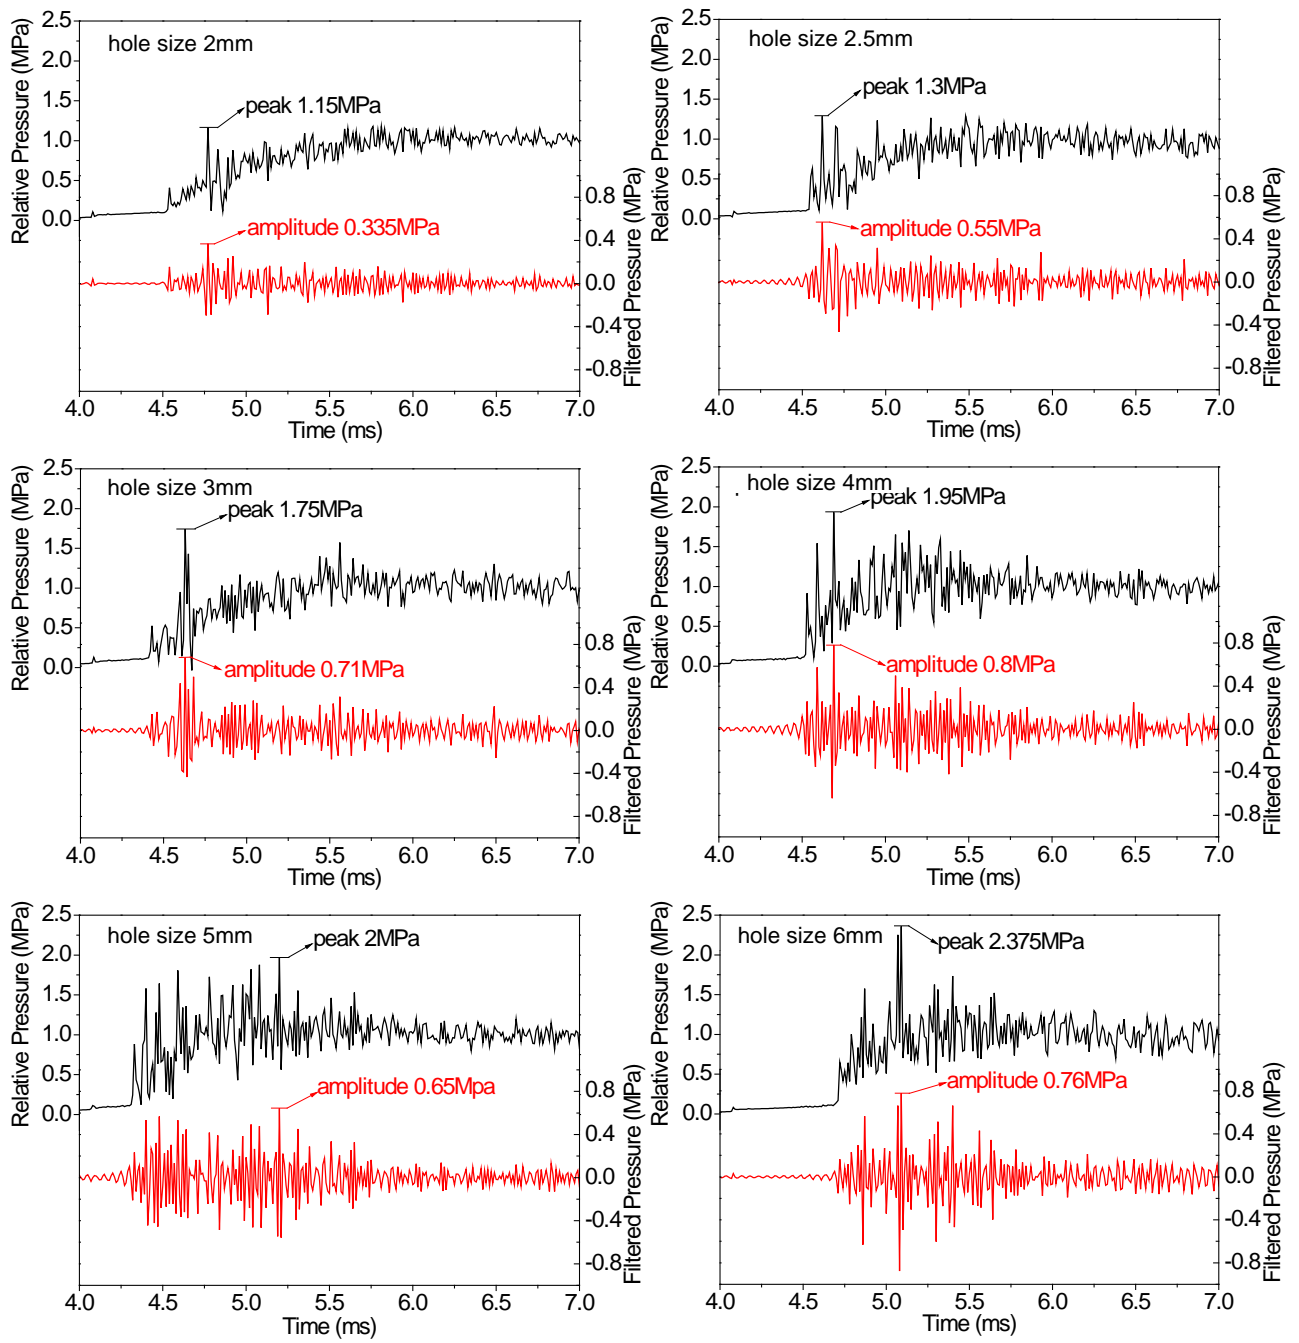 hole size 2mm
peak 1.15MPa
amplitude 0.335MPa
Relative Pressure (MPa)
2.5
2.0
1.5
1.0
0.5
0.0
Filtered Pressure (MPa)
0.8
0.4
0.0
-0.4
-0.8
4.0 4.5 5.0 5.5 6.0 6.5 7.0
Time (ms)
hole size 2.5mm
peak 1.3MPa
amplitude 0.55MPa
Relative Pressure (MPa)
2.5
2.0
1.5
1.0
0.5
0.0
Filtered Pressure (MPa)
0.8
0.4
0.0
-0.4
-0.8
4.0 4.5 5.0 5.5 6.0 6.5 7.0
Time (ms)
hole size 3mm
peak 1.75MPa
amplitude 0.71MPa
Relative Pressure (MPa)
2.5
2.0
1.5
1.0
0.5
0.0
Filtered Pressure (MPa)
0.8
0.4
0.0
-0.4
-0.8
4.0 4.5 5.0 5.5 6.0 6.5 7.0
Time (ms)
hole size 4mm
peak 1.95MPa
amplitude 0.8MPa
Relative Pressure (MPa)
2.5
2.0
1.5
1.0
0.5
0.0
Filtered Pressure (MPa)
0.8
0.4
0.0
-0.4
-0.8
4.0 4.5 5.0 5.5 6.0 6.5 7.0
Time (ms)
hole size 5mm
peak 2MPa
amplitude 0.65Mpa
Relative Pressure (MPa)
2.5
2.0
1.5
1.0
0.5
0.0
Filtered Pressure (MPa)
0.8
0.4
0.0
-0.4
-0.8
4.0 4.5 5.0 5.5 6.0 6.5 7.0
Time (ms)
hole size 6mm
peak 2.375MPa
amplitude 0.76MPa
Relative Pressure (MPa)
2.5
2.0
1.5
1.0
0.5
0.0
Filtered Pressure (MPa)
0.8
0.4
0.0
-0.4
-0.8
4.0 4.5 5.0 5.5 6.0 6.5 7.0
Time (ms)